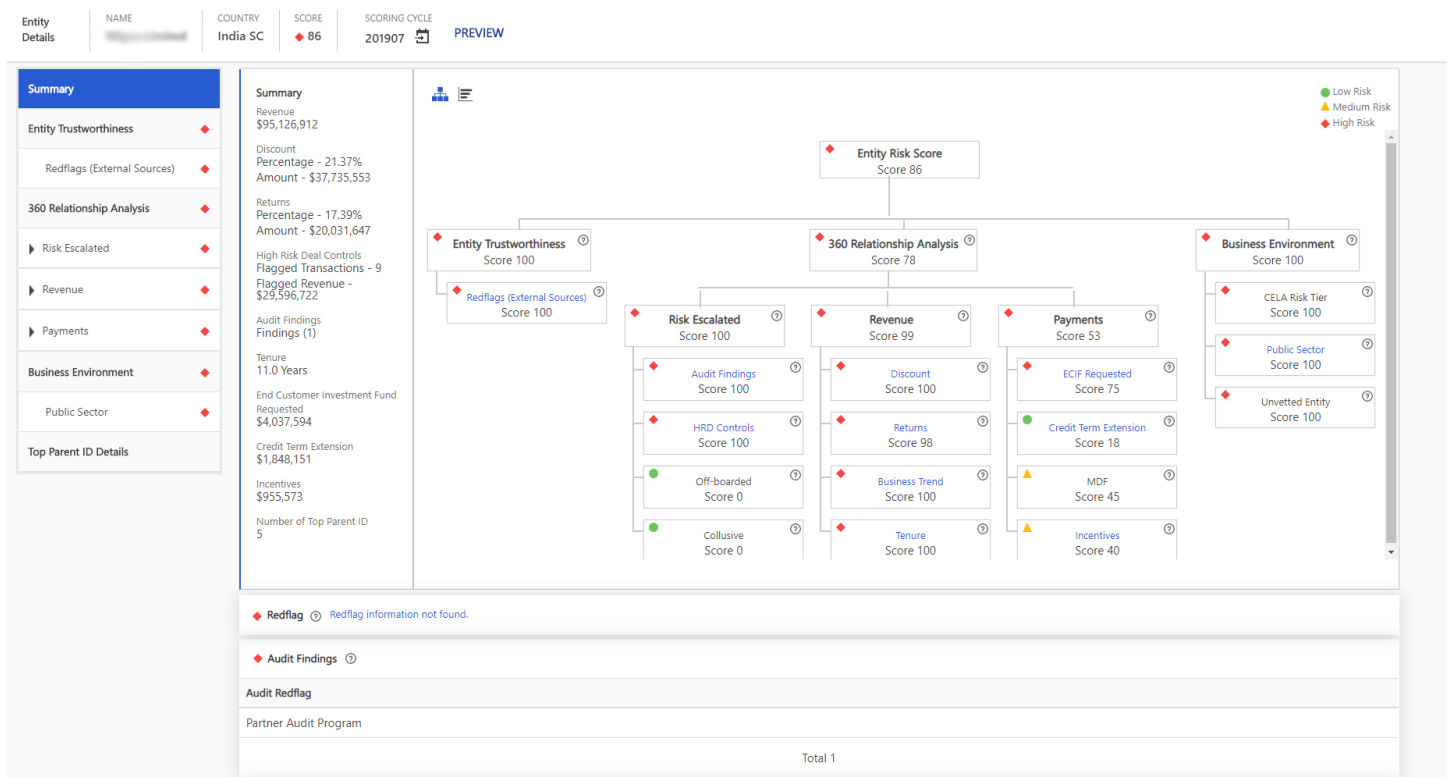 Entity
Details
NAME
COUNTRY
India SC
SCORE
86
SCORING CYCLE
201907
PREVIEW
Summary
Entity Trustworthiness
Redflags (External Sources)
360 Relationship Analysis
Risk Escalated
Revenue
Payments
Business Environment
Public Sector
Top Parent ID Details
Summary
Revenue
$95,126,912
Discount
Percentage - 21.37%
Amount - $37,735,553
Returns
Percentage - 17.39%
Amount - $20,031,647
High Risk Deal Controls
Flagged Transactions - 9
Flagged Revenue -
$29,596,722
Audit Findings
Findings (1)
Tenure
11.0 Years
End Customer Investment Fund
Requested
$4,037,594
Credit Term Extension
$1,848,151
Incentives
$955,573
Number of Top Parent ID
5
Low Risk
Medium Risk
High Risk
Entity Risk Score
Score 86
Entity Trustworthiness ?
Score 100
Redflags (External Sources) ?
Score 100
360 Relationship Analysis ?
Score 78
Risk Escalated ?
Score 100
Audit Findings ?
Score 100
HRD Controls ?
Score 100
Off-boarded ?
Score 0
Collusive ?
Score 0
Revenue ?
Score 99
Discount ?
Score 100
Returns ?
Score 98
Business Trend ?
Score 100
Tenure ?
Score 100
Payments ?
Score 53
ECIF Requested ?
Score 75
Credit Term Extension ?
Score 18
MDF ?
Score 45
Incentives ?
Score 40
Business Environment ?
Score 100
CELA Risk Tier ?
Score 100
Public Sector ?
Score 100
Unvetted Entity ?
Score 100
Redflag ? Redflag information not found.
Audit Findings ?
Audit Redflag
Partner Audit Program
Total 1